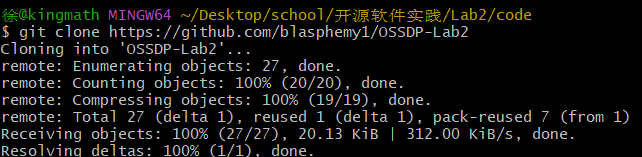 徐@kingmath MINGW64 ~/Desktop/school/开源软件实践/Lab2/code
$ git clone https://github.com/blasphemy1/OSSDP-Lab2
Cloning into 'OSSDP-Lab2'...
remote: Enumerating objects: 27, done.
remote: Counting objects: 100% (20/20), done.
remote: Compressing objects: 100% (19/19), done.
remote: Total 27 (delta 1), reused 1 (delta 1), pack-reused 7 (from 1)
Receiving objects: 100% (27/27), 20.13 KiB | 312.00 KiB/s, done.
Resolving deltas: 100% (1/1), done.